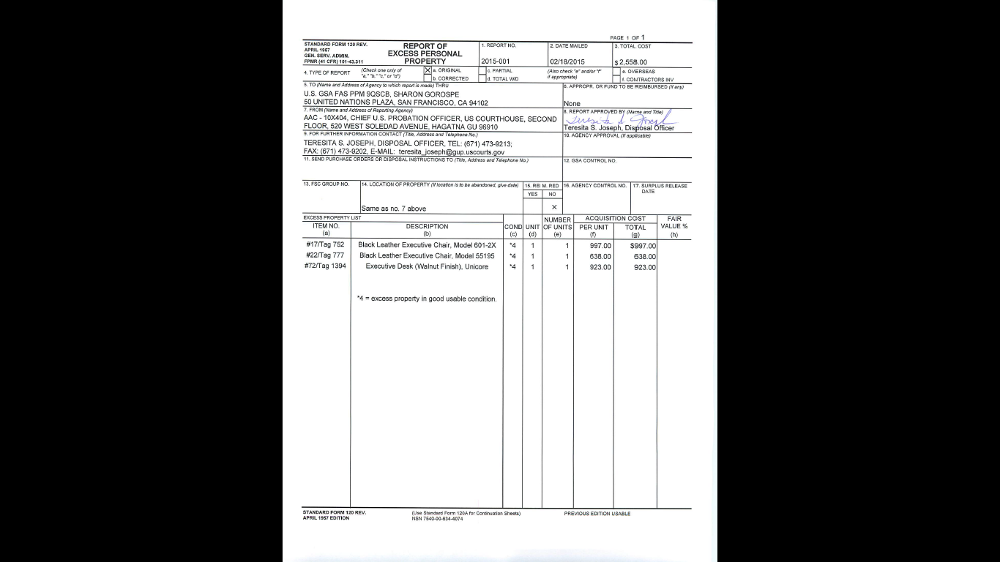 PAGE 1 OF 1
STANDARD FORM 120 REV.
APRIL 1957
GEN. SERV. ADMIN.
FPMR (41 CFR) 101-43.311
REPORT OF
EXCESS PERSONAL
PROPERTY
1. REPORT NO.
2015-001
2. DATE MAILED
02/18/2015
3. TOTAL COST
$ 2,558.00
4. TYPE OF REPORT
(Check one only of
"a," "b," "c," or "d")
X a. ORIGINAL
b. CORRECTED
c. PARTIAL
d. TOTAL W/D
(Also check "e" and/or "f"
if appropriate)
e. OVERSEAS
f. CONTRACTORS INV
5. TO (Name and Address of Agency to which report is made) THRU
U.S. GSA FAS PPM 9QSCB, SHARON GOROSPE
50 UNITED NATIONS PLAZA, SAN FRANCISCO, CA 94102
6. APPROPR. OR FUND TO BE REIMBURSED (If any)
None
7. FROM (Name and Address of Reporting Agency)
AAC - 10X404, CHIEF U.S. PROBATION OFFICER, US COURTHOUSE, SECOND
FLOOR, 520 WEST SOLEDAD AVENUE, HAGATNA GU 96910
8. REPORT APPROVED BY (Name and Title)
Teresita S Joseph
Teresita S. Joseph, Disposal Officer
9. FOR FURTHER INFORMATION CONTACT (Title, Address and Telephone No.)
TERESITA S. JOSEPH, DISPOSAL OFFICER, TEL: (671) 473-9213;
FAX: (671) 473-9202, E-MAIL: teresita_joseph@gup.uscourts.gov
10. AGENCY APPROVAL (If applicable)
11. SEND PURCHASE ORDERS OR DISPOSAL INSTRUCTIONS TO (Title, Address and Telephone No.)
12. GSA CONTROL NO.
13. FSC GROUP NO.
14. LOCATION OF PROPERTY (If location is to be abandoned, give date)
Same as no. 7 above
15. REI M. RED
YES NO
X
16. AGENCY CONTROL NO.
17. SURPLUS RELEASE
DATE
EXCESS PROPERTY LIST
ITEM NO.
(a)
DESCRIPTION
(b)
COND
(c)
UNIT
(d)
NUMBER
OF UNITS
(e)
ACQUISITION COST
PER UNIT
(f)
TOTAL
(g)
FAIR
VALUE %
(h)
#17/Tag 752 Black Leather Executive Chair, Model 601-2X *4 1 1 997.00 $997.00
#22/Tag 777 Black Leather Executive Chair, Model 55195 *4 1 1 638.00 638.00
#72/Tag 1394 Executive Desk (Walnut Finish), Unicore *4 1 1 923.00 923.00
*4 = excess property in good usable condition.
STANDARD FORM 120 REV.
APRIL 1957 EDITION
(Use Standard Form 120A for Continuation Sheets)
NSN 7540-00-634-4074
PREVIOUS EDITION USABLE